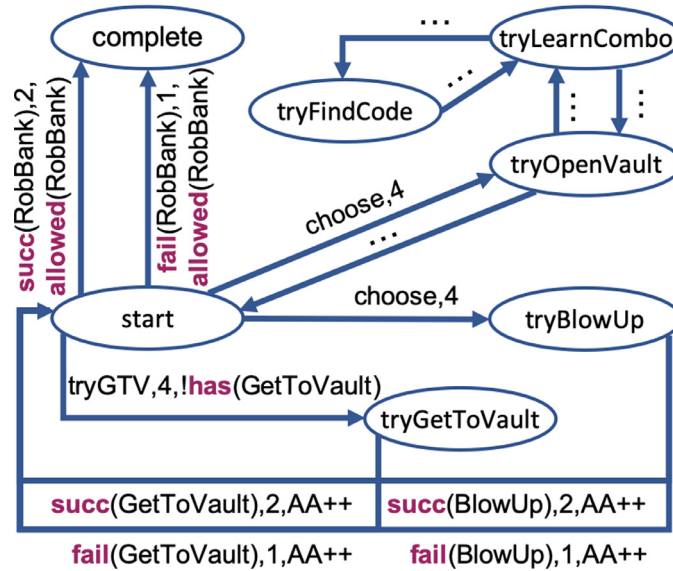 complete
tryLearnCombo
...
...
tryFindCode
...
...
tryOpenVault
succ(RobBank),2,
allowed(RobBank)
fail(RobBank),1,
allowed(RobBank)
choose,4
...
choose,4
start
tryBlowUp
tryGTV,4,!has(GetToVault)
tryGetToVault
succ(GetToVault),2,AA++
succ(BlowUp),2,AA++
fail(GetToVault),1,AA++
fail(BlowUp),1,AA++